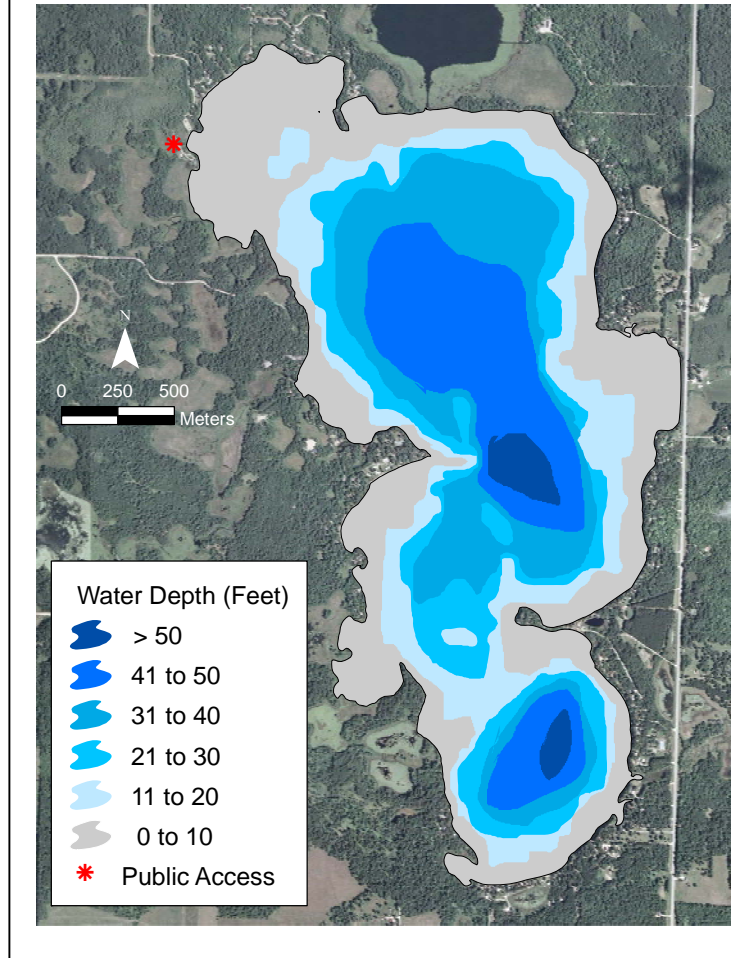 N
0 250 500
Meters
Water Depth (Feet)
> 50
41 to 50
31 to 40
21 to 30
11 to 20
0 to 10
Public Access